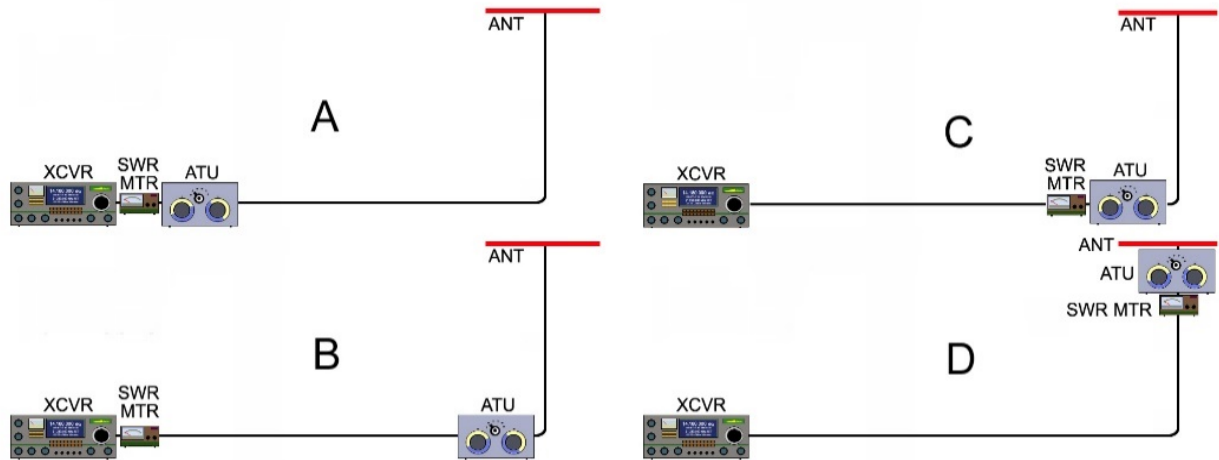 ANT
A
XCVR
SWR
MTR
ATU
ANT
C
XCVR
SWR
MTR
ATU
ANT
B
XCVR
SWR
MTR
ATU
ANT
ATU
SWR MTR
D
XCVR